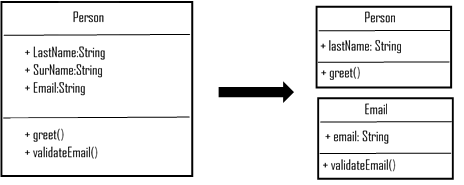 Person
+ LastName:String
+ SurName:String
+ Email:String
+ greet()
+ validateEmail()
Person
+ lastName: String
+ greet()
Email
+ email: String
+ validateEmail()